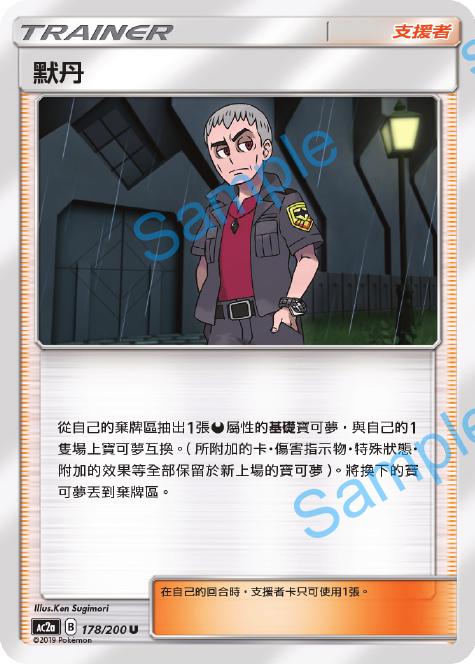 TRAINER
支援者
默丹
Sample
從自己的棄牌區抽出1張屬性的基礎寶可夢，與自己的1
隻場上寶可夢互換。（所附加的卡・傷害指示物・特殊狀態・
附加的效果等全部保留於新上場的寶可夢）。將換下的寶
可夢丟到棄牌區。
Sample
在自己的回合時，支援者卡只可使用1張。
Illus.Ken Sugimori
AC2a B 178/200 U
©2019 Pokémon